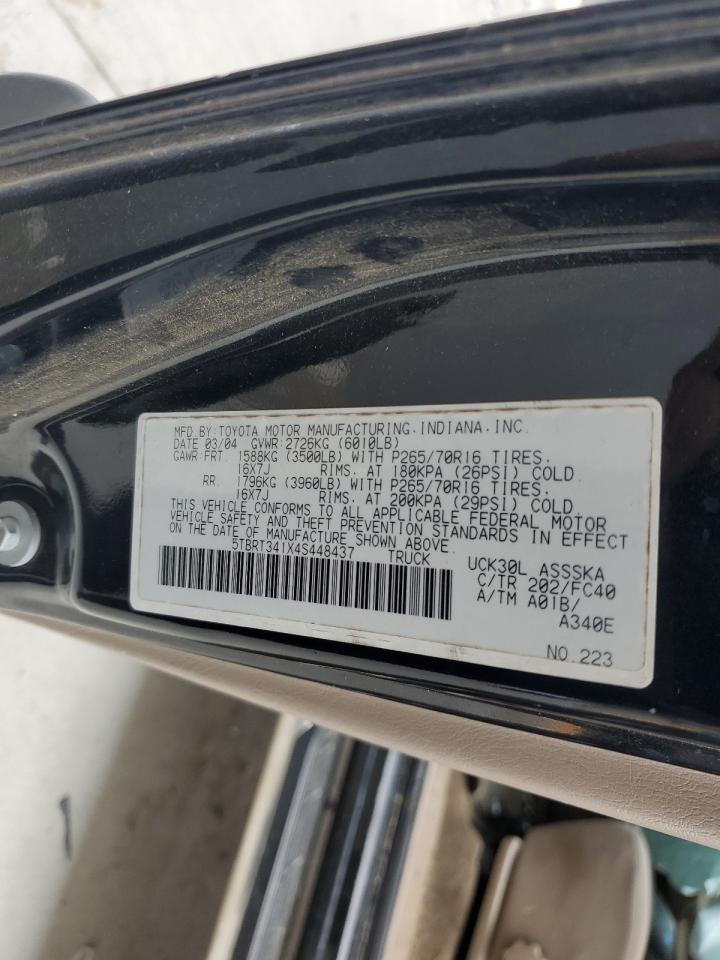 MFD.BY:TOYOTA MOTOR MANUFACTURING.INDIANA.INC.
DATE 03/04 GVWR:2726KG (6010LB)
GAWR:FRT 1588KG (3500LB) WITH P265/70R16 TIRES.
16X7J RIMS. AT 180KPA (26PSI) COLD.
RR 1796KG (3960LB) WITH P265/70R16 TIRES.
16X7J RIMS. AT 200KPA (29PSI) COLD.
THIS VEHICLE CONFORMS TO ALL APPLICABLE FEDERAL MOTOR
VEHICLE SAFETY AND THEFT PREVENTION STANDARDS IN EFFECT
ON THE DATE OF MANUFACTURE SHOWN ABOVE.
5TBRT341X4S448437 TRUCK
UCK30L ASSSKA
C/TR 202/FC40
A/TM A01B/
A340E
NO.223